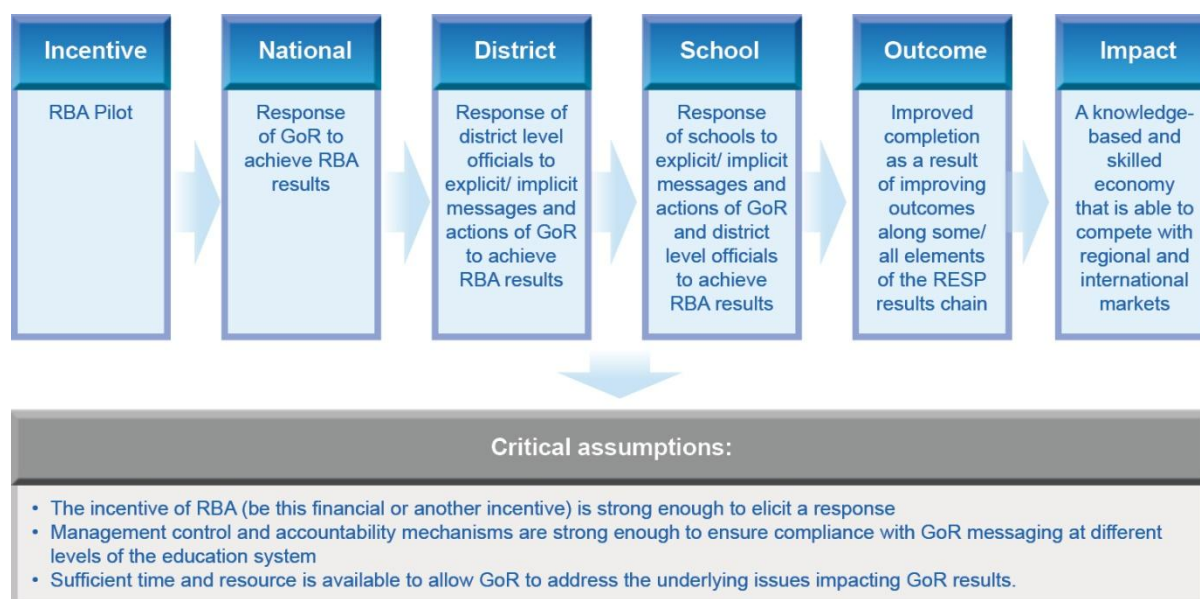 Incentive
RBA Pilot
National
Response
of GoR to
achieve RBA
results
District
Response of
district level
officials to
explicit/ implicit
messages and
actions of GoR
to achieve
RBA results
School
Response
of schools to
explicit/ implicit
messages and
actions of GoR
and district
level officials
to achieve
RBA results
Outcome
Improved
completion
as a result
of improving
outcomes
along some/
all elements
of the RESP
results chain
Impact
A knowledge-
based and
skilled
economy
that is able to
compete with
regional and
international
markets
Critical assumptions:
• The incentive of RBA (be this financial or another incentive) is strong enough to elicit a response
• Management control and accountability mechanisms are strong enough to ensure compliance with GoR messaging at different
levels of the education system
• Sufficient time and resource is available to allow GoR to address the underlying issues impacting GoR results.